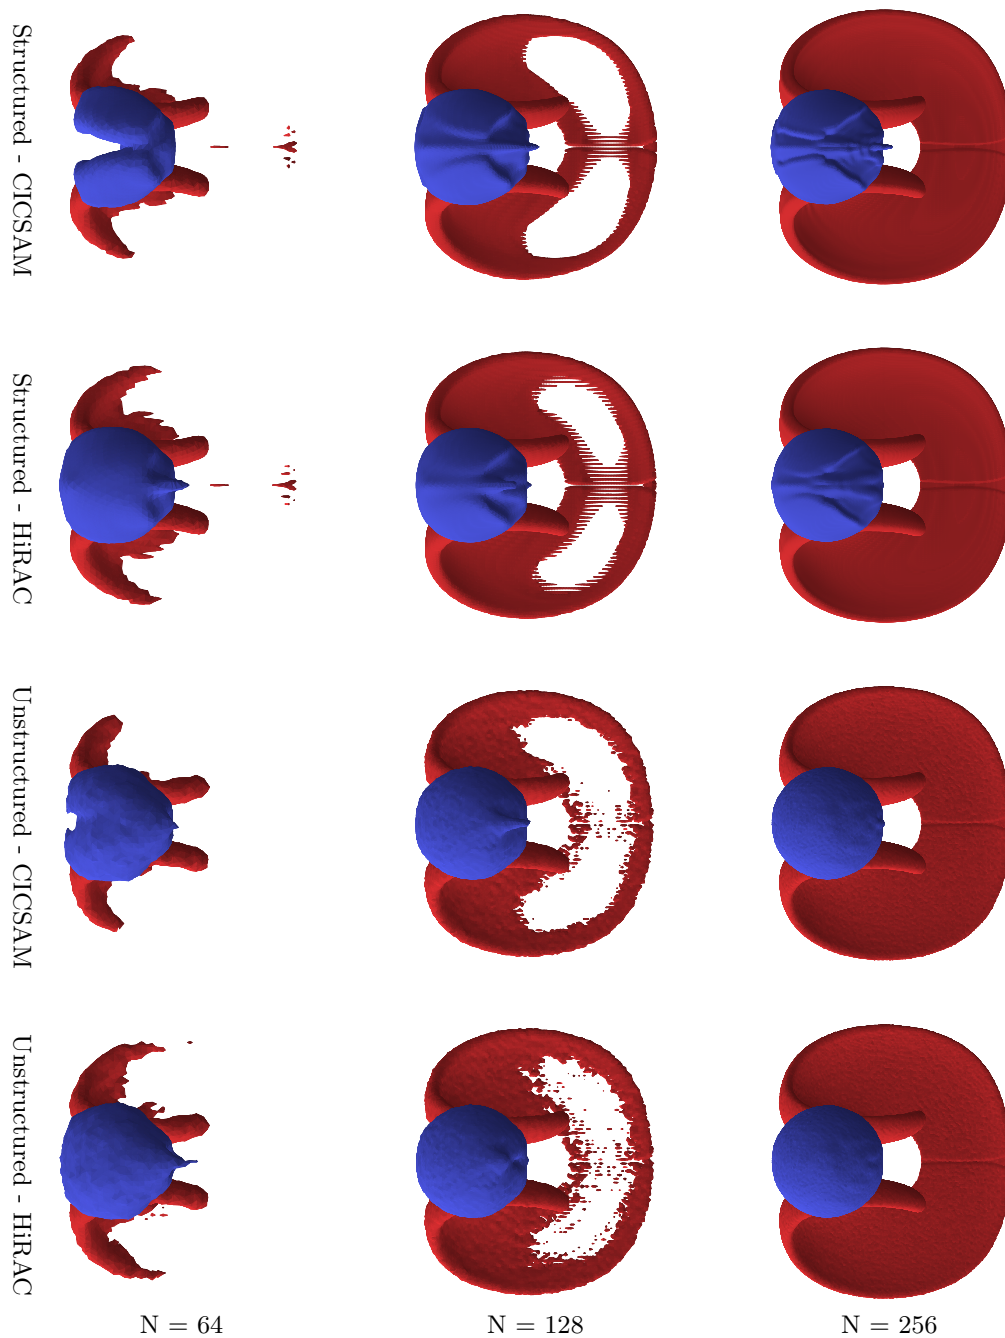 Structured - CICSAM
Structured - HiRAC
Unstructured - CICSAM
Unstructured - HiRAC
N = 64
N = 128
N = 256